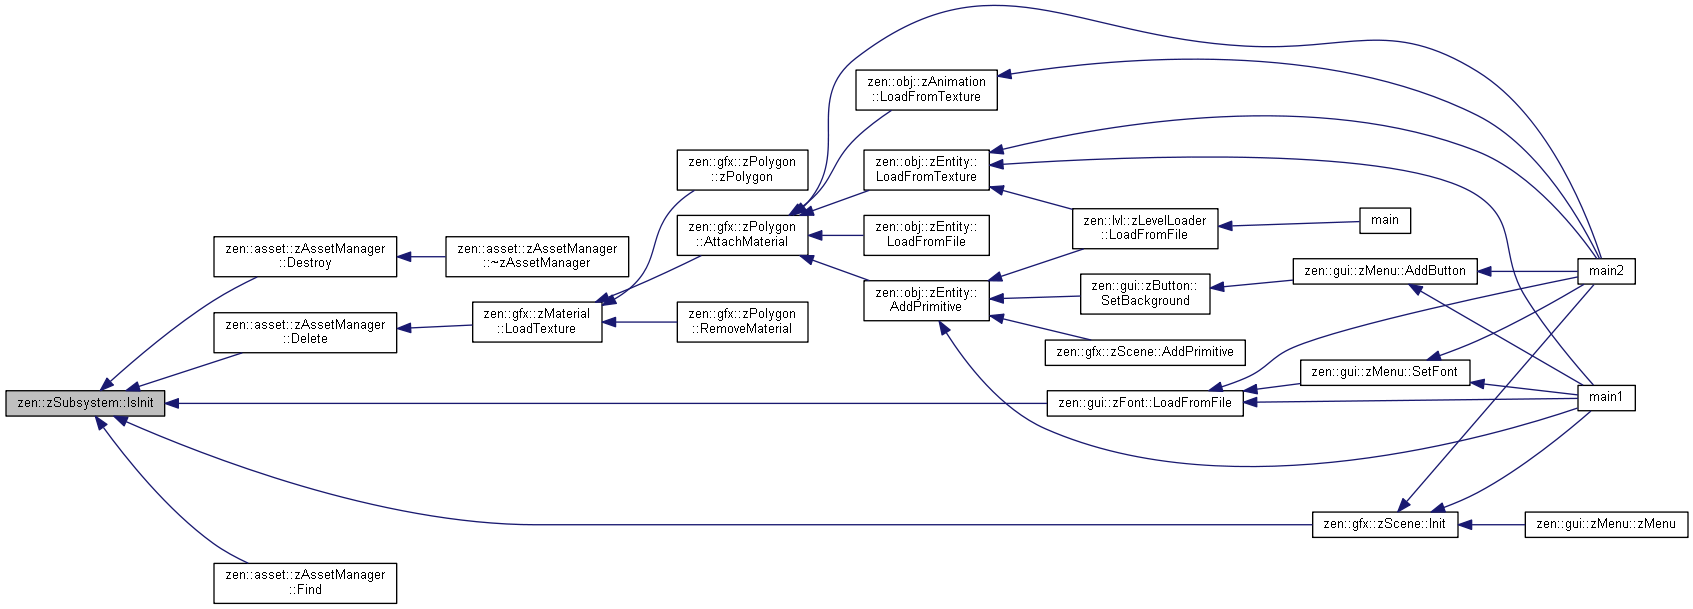 zen::zSubsystem::IsInit
zen::asset::zAssetManager
::Destroy
zen::asset::zAssetManager
::~zAssetManager
zen::asset::zAssetManager
::Delete
zen::gfx::zMaterial
::LoadTexture
zen::gfx::zPolygon
::zPolygon
zen::gfx::zPolygon
::AttachMaterial
zen::gfx::zPolygon
::RemoveMaterial
zen::obj::zAnimation
::LoadFromTexture
zen::obj::zEntity::
LoadFromTexture
zen::obj::zEntity::
LoadFromFile
zen::obj::zEntity::
AddPrimitive
zen::lvl::zLevelLoader
::LoadFromFile
main
zen::gui::zButton::
SetBackground
zen::gui::zMenu::AddButton
main2
zen::gfx::zScene::AddPrimitive
zen::gui::zMenu::SetFont
zen::gui::zFont::LoadFromFile
main1
zen::gfx::zScene::Init
zen::gui::zMenu::zMenu
zen::asset::zAssetManager
::Find